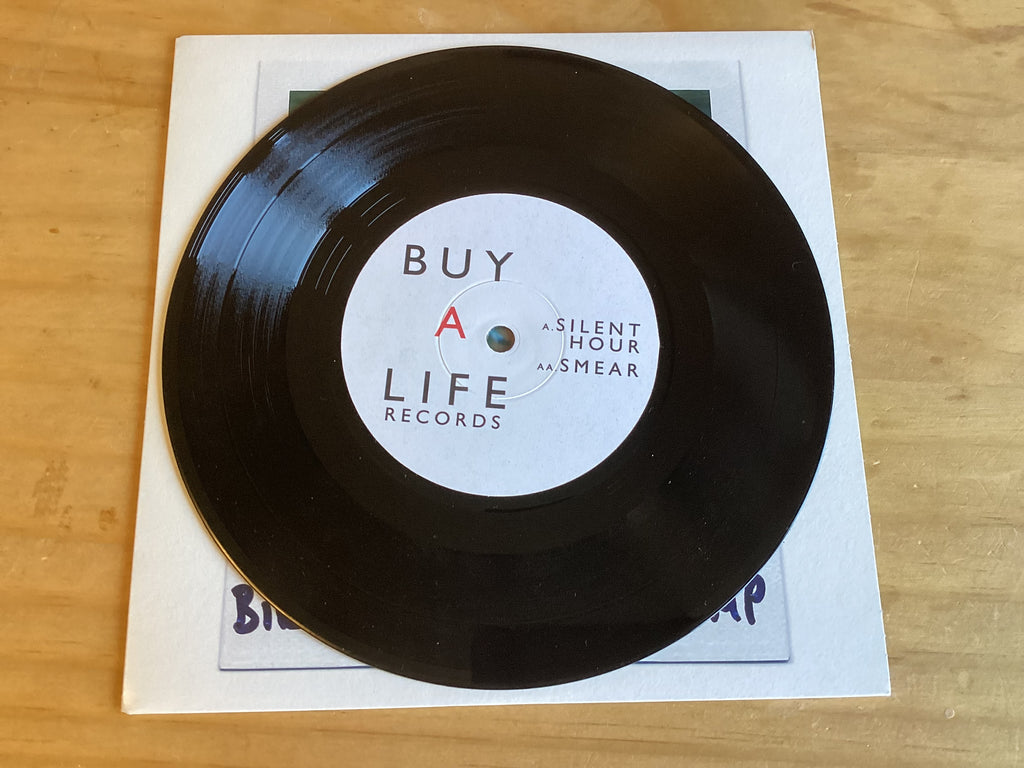 BUY
A
LIFE
RECORDS
A. SILENT
HOUR
AA. SMEAR